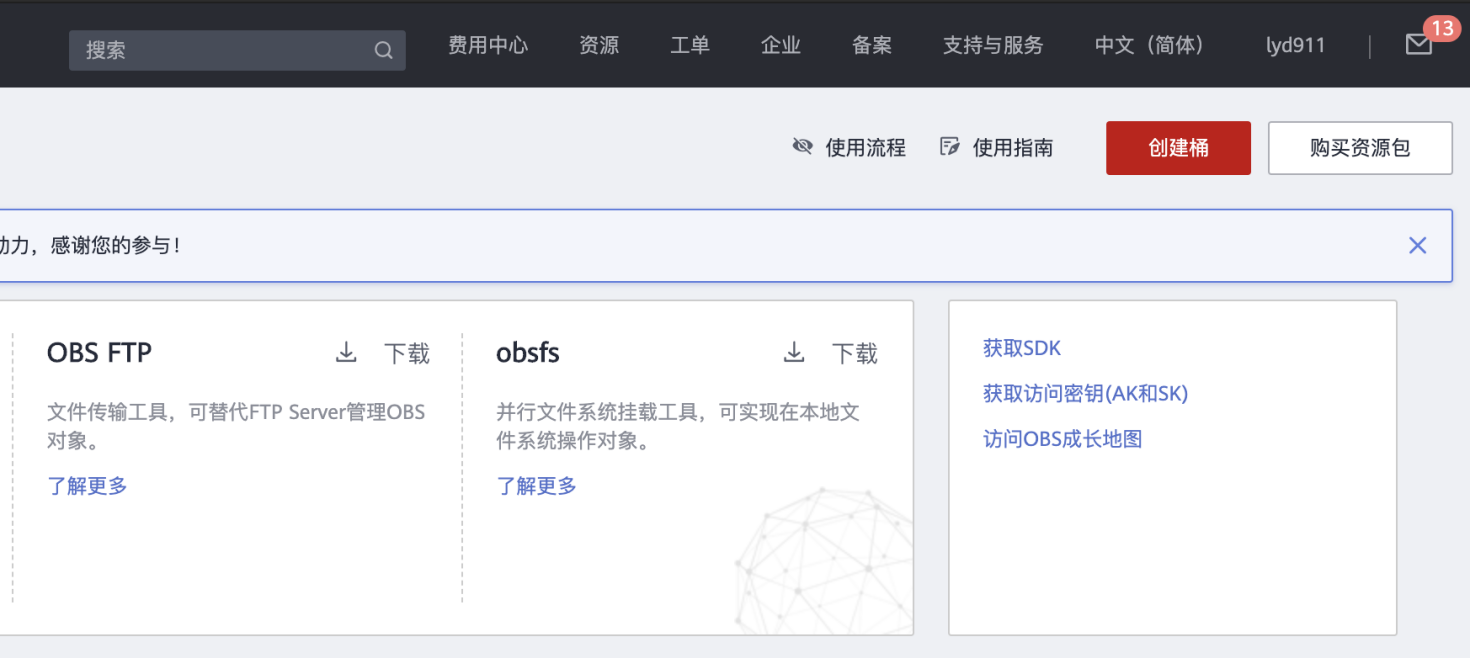 搜索
费用中心
资源
工单
企业
备案
支持与服务
中文（简体）
lyd911
13
使用流程
使用指南
创建桶
购买资源包
动力，感谢您的参与！
OBS FTP
下载
文件传输工具，可替代FTP Server管理OBS
对象。
了解更多
obsfs
下载
并行文件系统挂载工具，可实现在本地文
件系统操作对象。
了解更多
获取SDK
获取访问密钥(AK和SK)
访问OBS成长地图